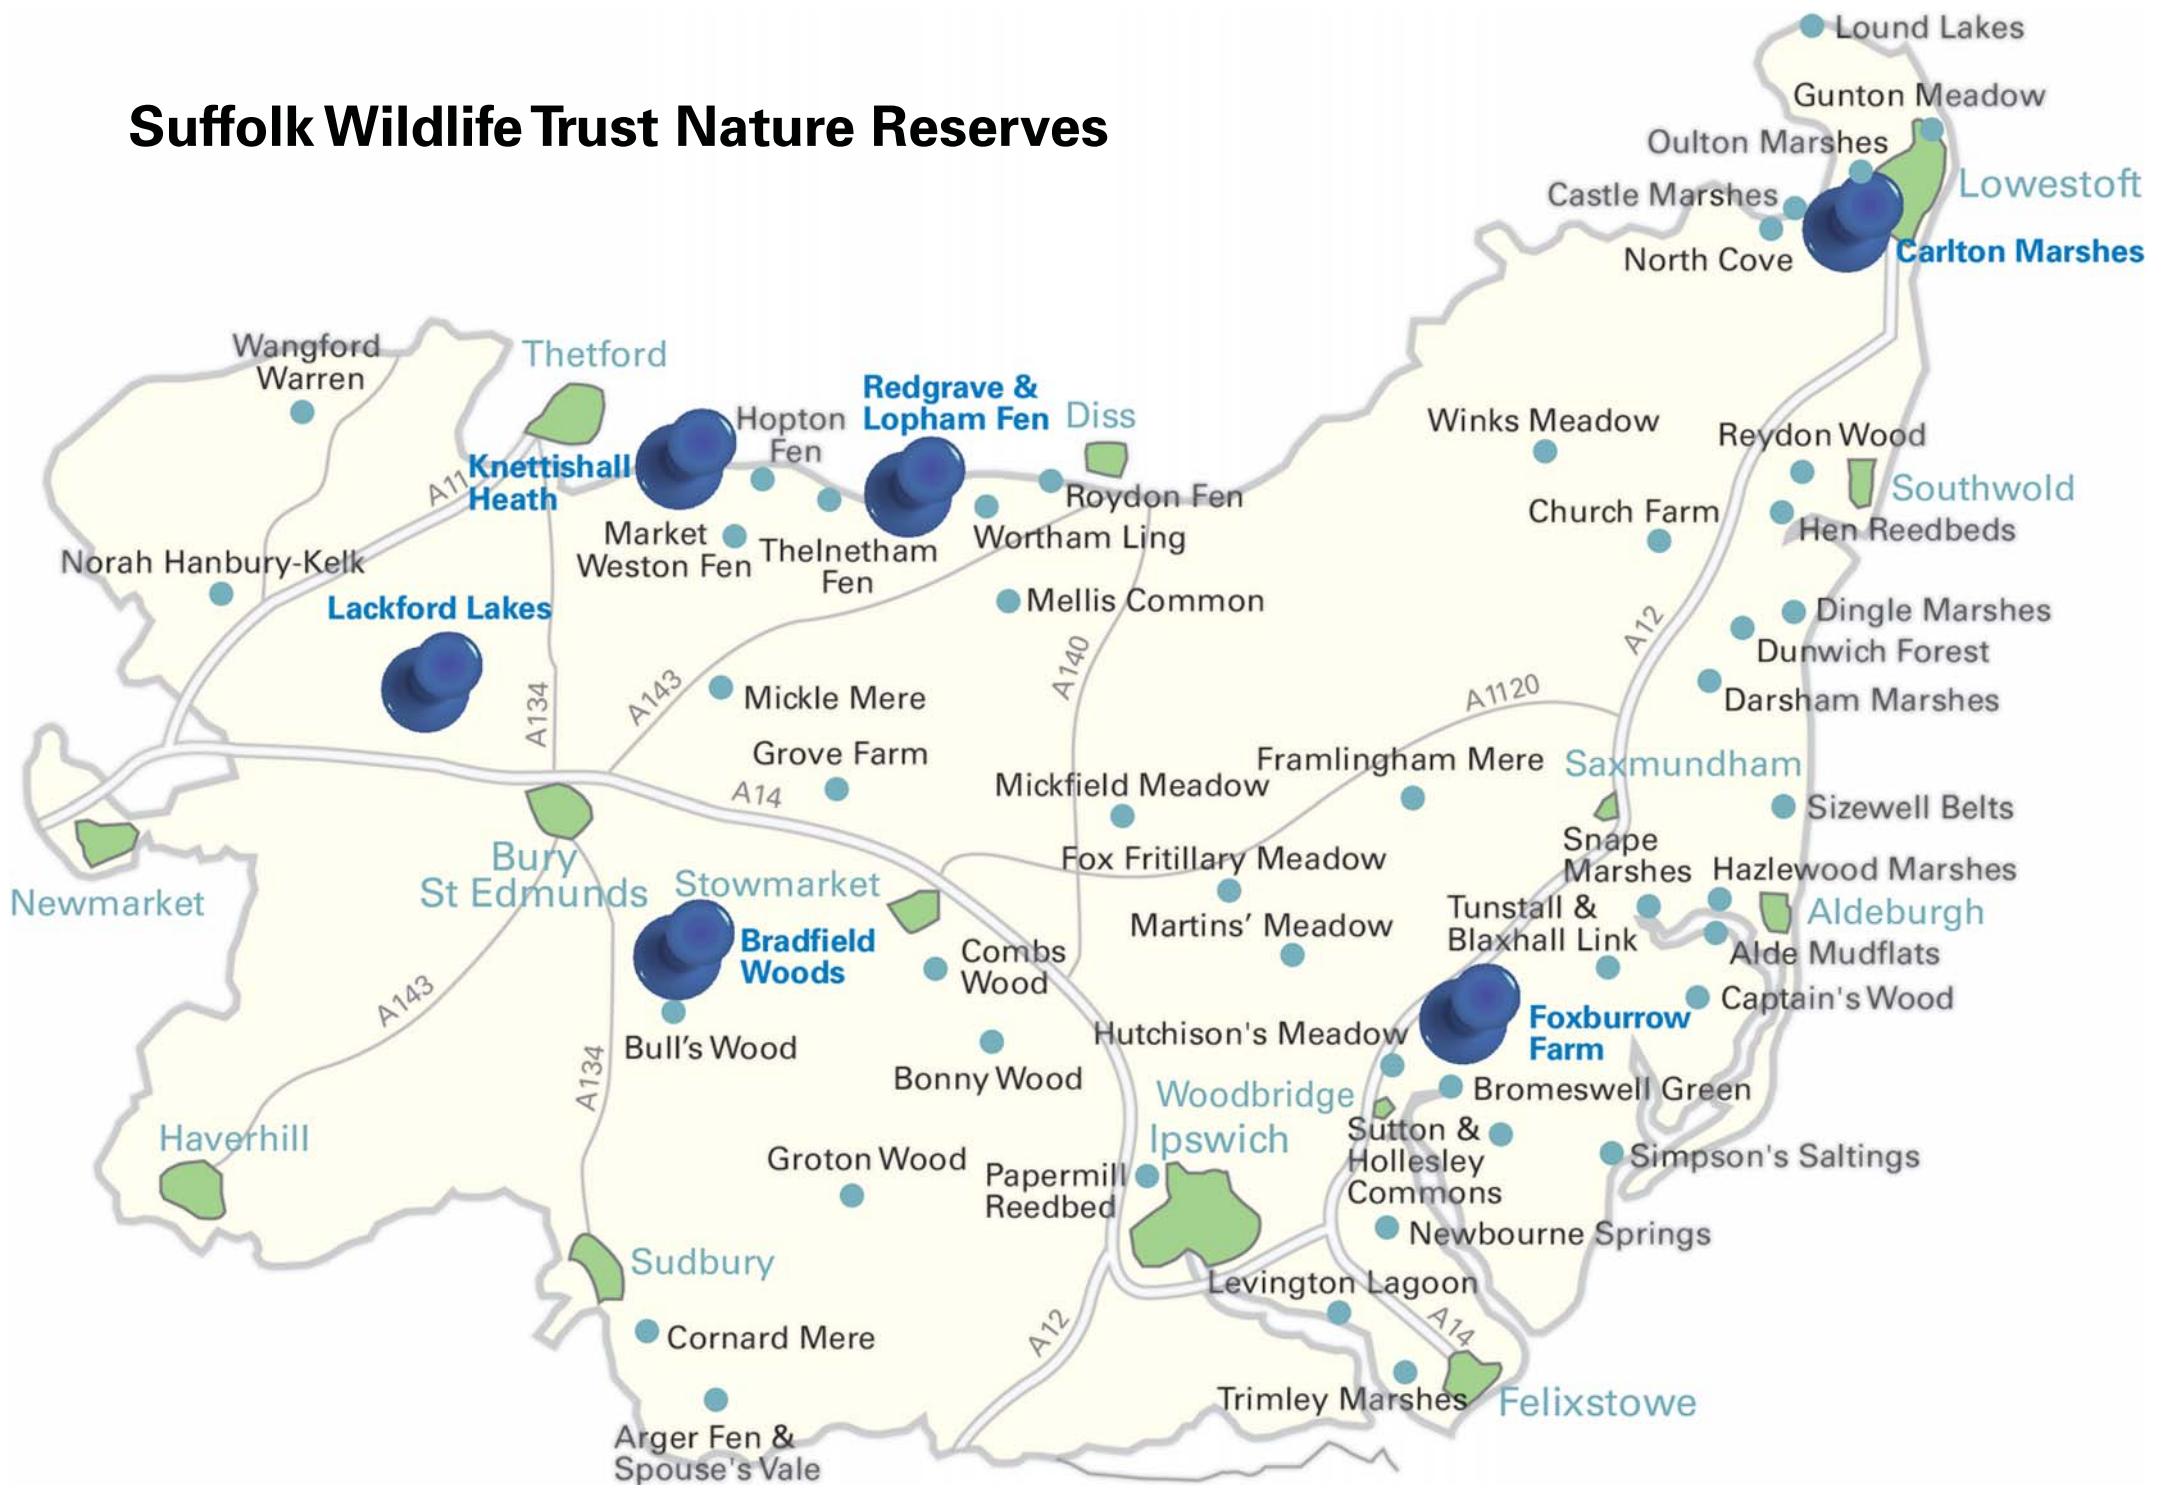 Lound Lakes
Gunton Meadow
Suffolk Wildlife Trust Nature Reserves
Oulton Marshes
Lowestoft
Castle Marshes
North Cove
Carlton Marshes
Wangford
Warren
Thetford
Redgrave &
Lopham Fen
Diss
Hopton
Fen
Knettishall
Heath
A11
Winks Meadow
Reydon Wood
Southwold
Roydon Fen
Church Farm
Hen Reedbeds
Market
Weston Fen
Thelnetham
Fen
Wortham Ling
Norah Hanbury-Kelk
Lackford Lakes
Mellis Common
Dingle Marshes
A12
Dunwich Forest
A140
A143
A134
Mickle Mere
A1120
Darsham Marshes
Grove Farm
Framlingham Mere
Saxmundham
Mickfield Meadow
A14
Sizewell Belts
Snape
Marshes
Fox Fritillary Meadow
Hazlewood Marshes
Bury
St Edmunds
Stowmarket
Newmarket
Tunstall &
Blaxhall Link
Aldeburgh
Martins' Meadow
Bradfield
Woods
Combs
Wood
Alde Mudflats
Captain's Wood
A143
Foxburrow
Farm
Hutchison's Meadow
Bull's Wood
A134
Bonny Wood
Woodbridge
Bromeswell Green
Haverhill
Ipswich
Sutton &
Hollesley
Commons
Simpson's Saltings
Groton Wood
Papermill
Reedbed
Newbourne Springs
Sudbury
Levington Lagoon
A12
A14
Cornard Mere
Trimley Marshes
Felixstowe
Arger Fen &
Spouse's Vale